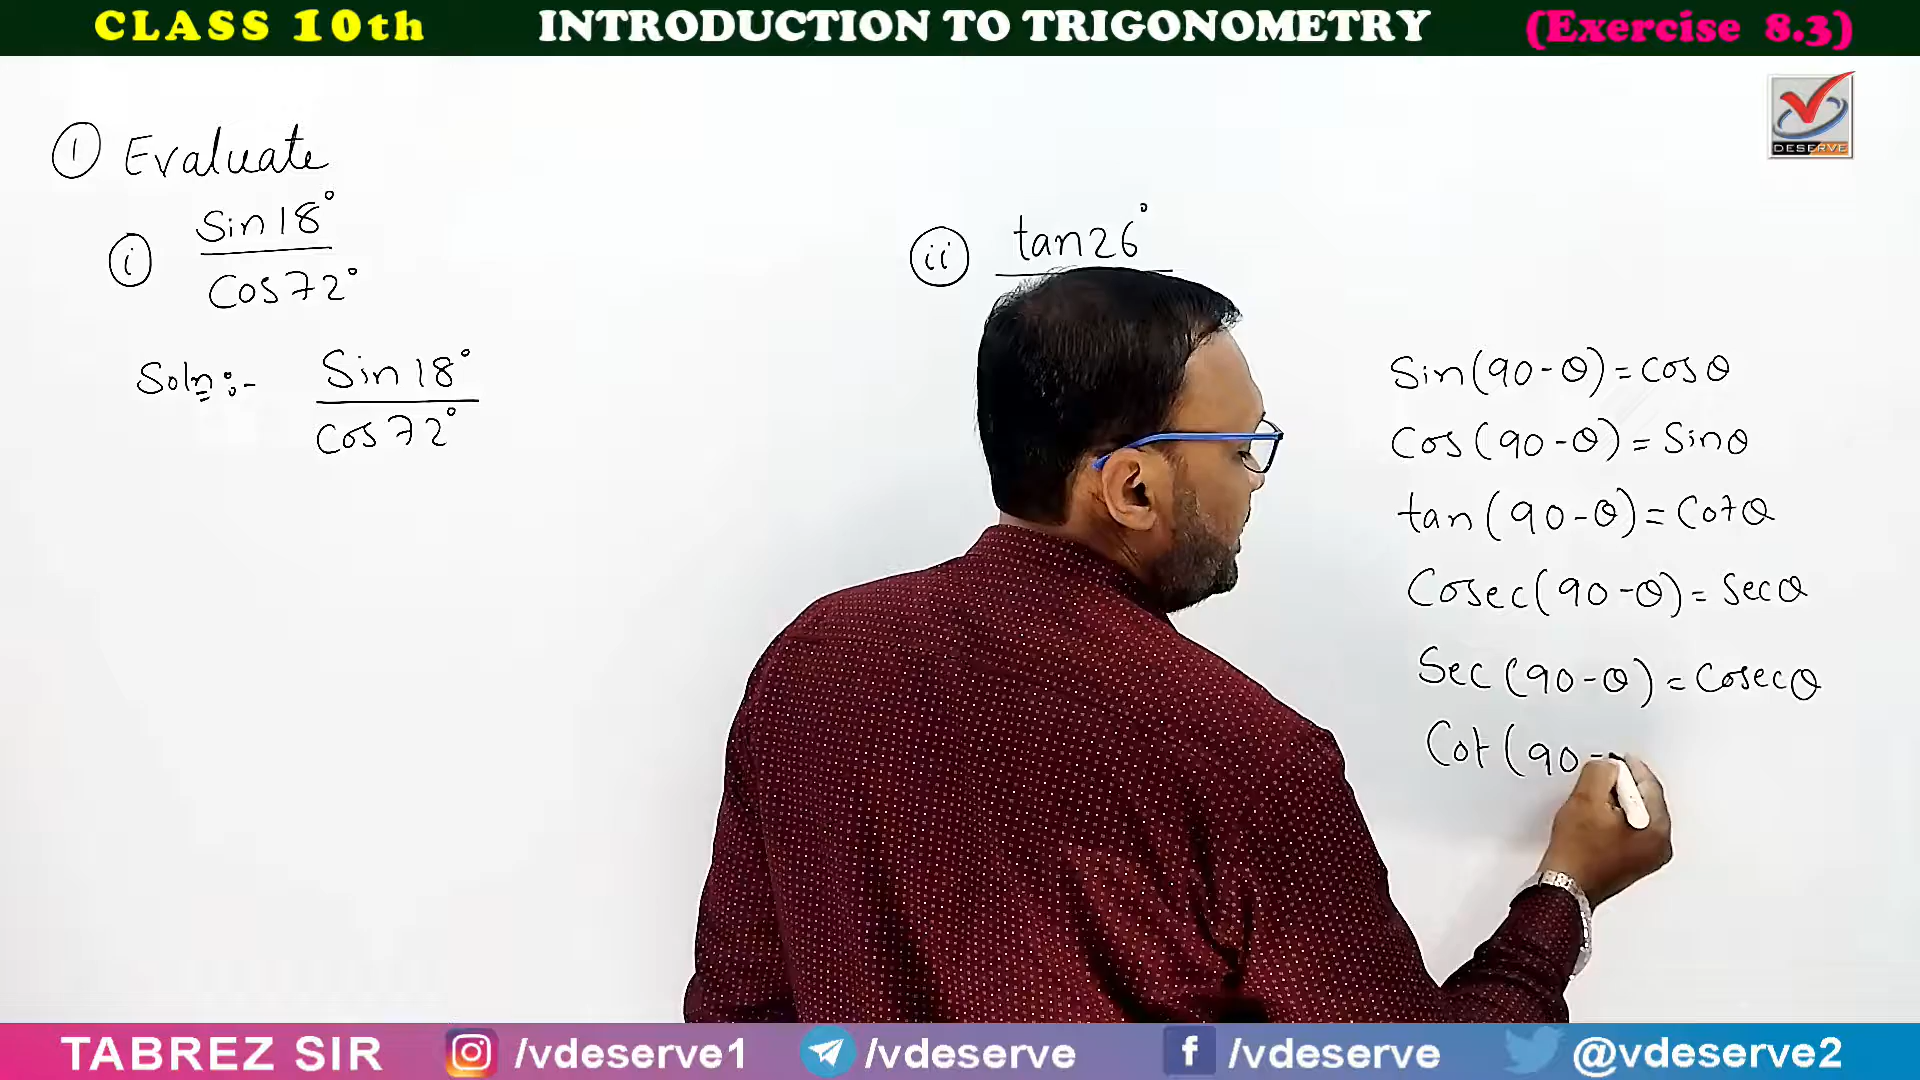 CLASS 10th INTRODUCTION TO TRIGONOMETRY (Exercise 8.3)
DESERVE
① Evaluate
ⓘ Sin18°
Cos72°
Soln:- Sin18°
Cos72°
ⓘⓘ tan26°
Sin(90-θ)=Cosθ
Cos(90-θ)=Sinθ
tan(90-θ)=Cotθ
Cosec(90-θ)=Secθ
Sec(90-θ)=Cosecθ
Cot(90-
TABREZ SIR /vdeserve1 /vdeserve /vdeserve @vdeserve2